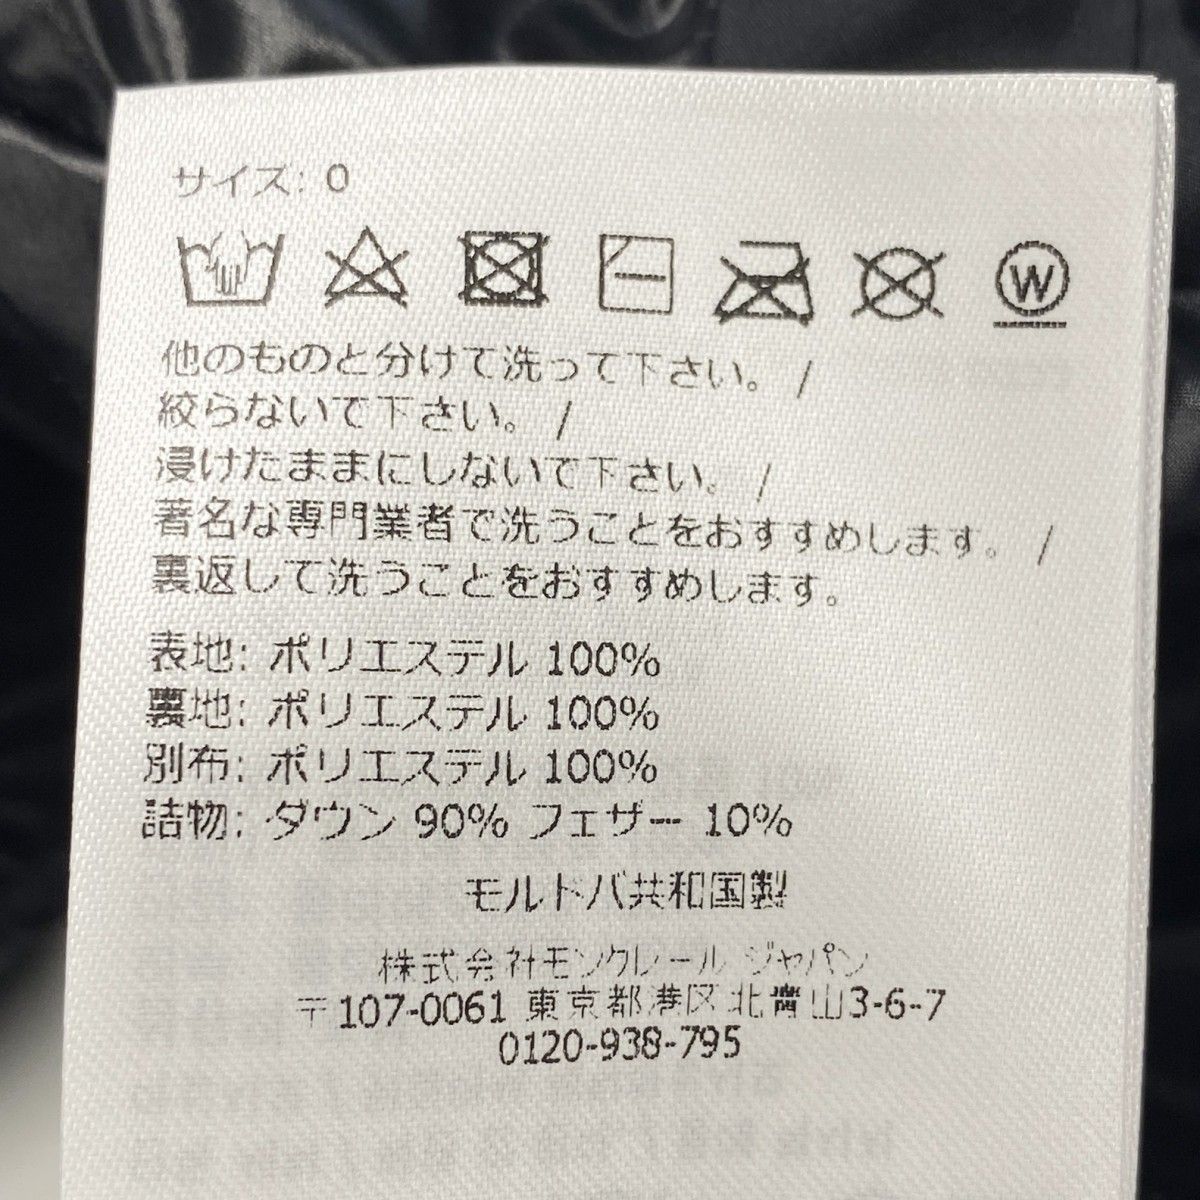 サイズ: 0
W
他のものと分けて洗って下さい。 /
絞らないで下さい。 /
浸けたままにしないで下さい。 /
著名な専門業者で洗うことをおすすめします。 /
裏返して洗うことをおすすめします。
表地: ポリエステル 100%
裏地: ポリエステル 100%
別布: ポリエステル 100%
詰物: ダウン 90% フェザー 10%
モルドバ共和国製
株式会社モンクレール ジャパン
〒107-0061 東京都港区北青山3-6-7
0120-938-795